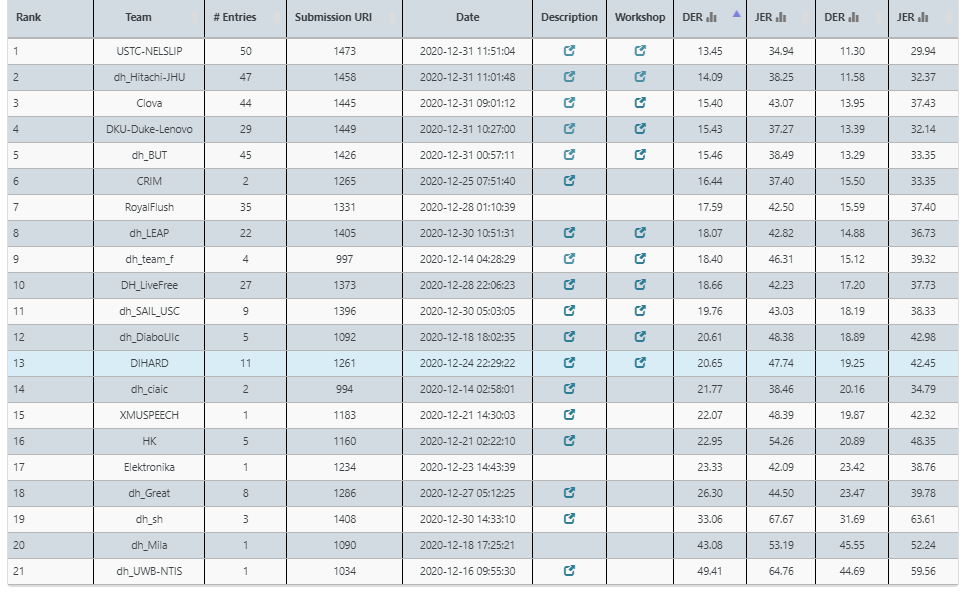 Rank Team # Entries Submission URI Date Description Workshop DER JER DER JER
1 USTC-NELSLIP 50 1473 2020-12-31 11:51:04 13.45 34.94 11.30 29.94
2 dh_Hitachi-JHU 47 1458 2020-12-31 11:01:48 14.09 38.25 11.58 32.37
3 Clova 44 1445 2020-12-31 09:01:12 15.40 43.07 13.95 37.43
4 DKU-Duke-Lenovo 29 1449 2020-12-31 10:27:00 15.43 37.27 13.39 32.14
5 dh_BUT 45 1426 2020-12-31 00:57:11 15.46 38.49 13.29 33.35
6 CRIM 2 1265 2020-12-25 07:51:40 16.44 37.40 15.50 33.35
7 RoyalFlush 35 1331 2020-12-28 01:10:39 17.59 42.50 15.59 37.40
8 dh_LEAP 22 1405 2020-12-30 10:51:31 18.07 42.82 14.88 36.73
9 dh_team_f 4 997 2020-12-14 04:28:29 18.40 46.31 15.12 39.32
10 DH_LiveFree 27 1373 2020-12-28 22:06:23 18.66 42.23 17.20 37.73
11 dh_SAIL_USC 9 1396 2020-12-30 05:03:05 19.76 43.03 18.19 38.33
12 dh_DiaboLIIc 5 1092 2020-12-18 18:02:35 20.61 48.38 18.89 42.98
13 DIHARD 11 1261 2020-12-24 22:29:22 20.65 47.74 19.25 42.45
14 dh_ciaic 2 994 2020-12-14 02:58:01 21.77 38.46 20.16 34.79
15 XMUSPEECH 1 1183 2020-12-21 14:30:03 22.07 48.39 19.87 42.32
16 HK 5 1160 2020-12-21 02:22:10 22.95 54.26 20.89 48.35
17 Elektronika 1 1234 2020-12-23 14:43:39 23.33 42.09 23.42 38.76
18 dh_Great 8 1286 2020-12-27 05:12:25 26.30 44.50 23.47 39.78
19 dh_sh 3 1408 2020-12-30 14:33:10 33.06 67.67 31.69 63.61
20 dh_Mila 1 1090 2020-12-18 17:25:21 43.08 53.19 45.55 52.24
21 dh_UWB-NTIS 1 1034 2020-12-16 09:55:30 49.41 64.76 44.69 59.56